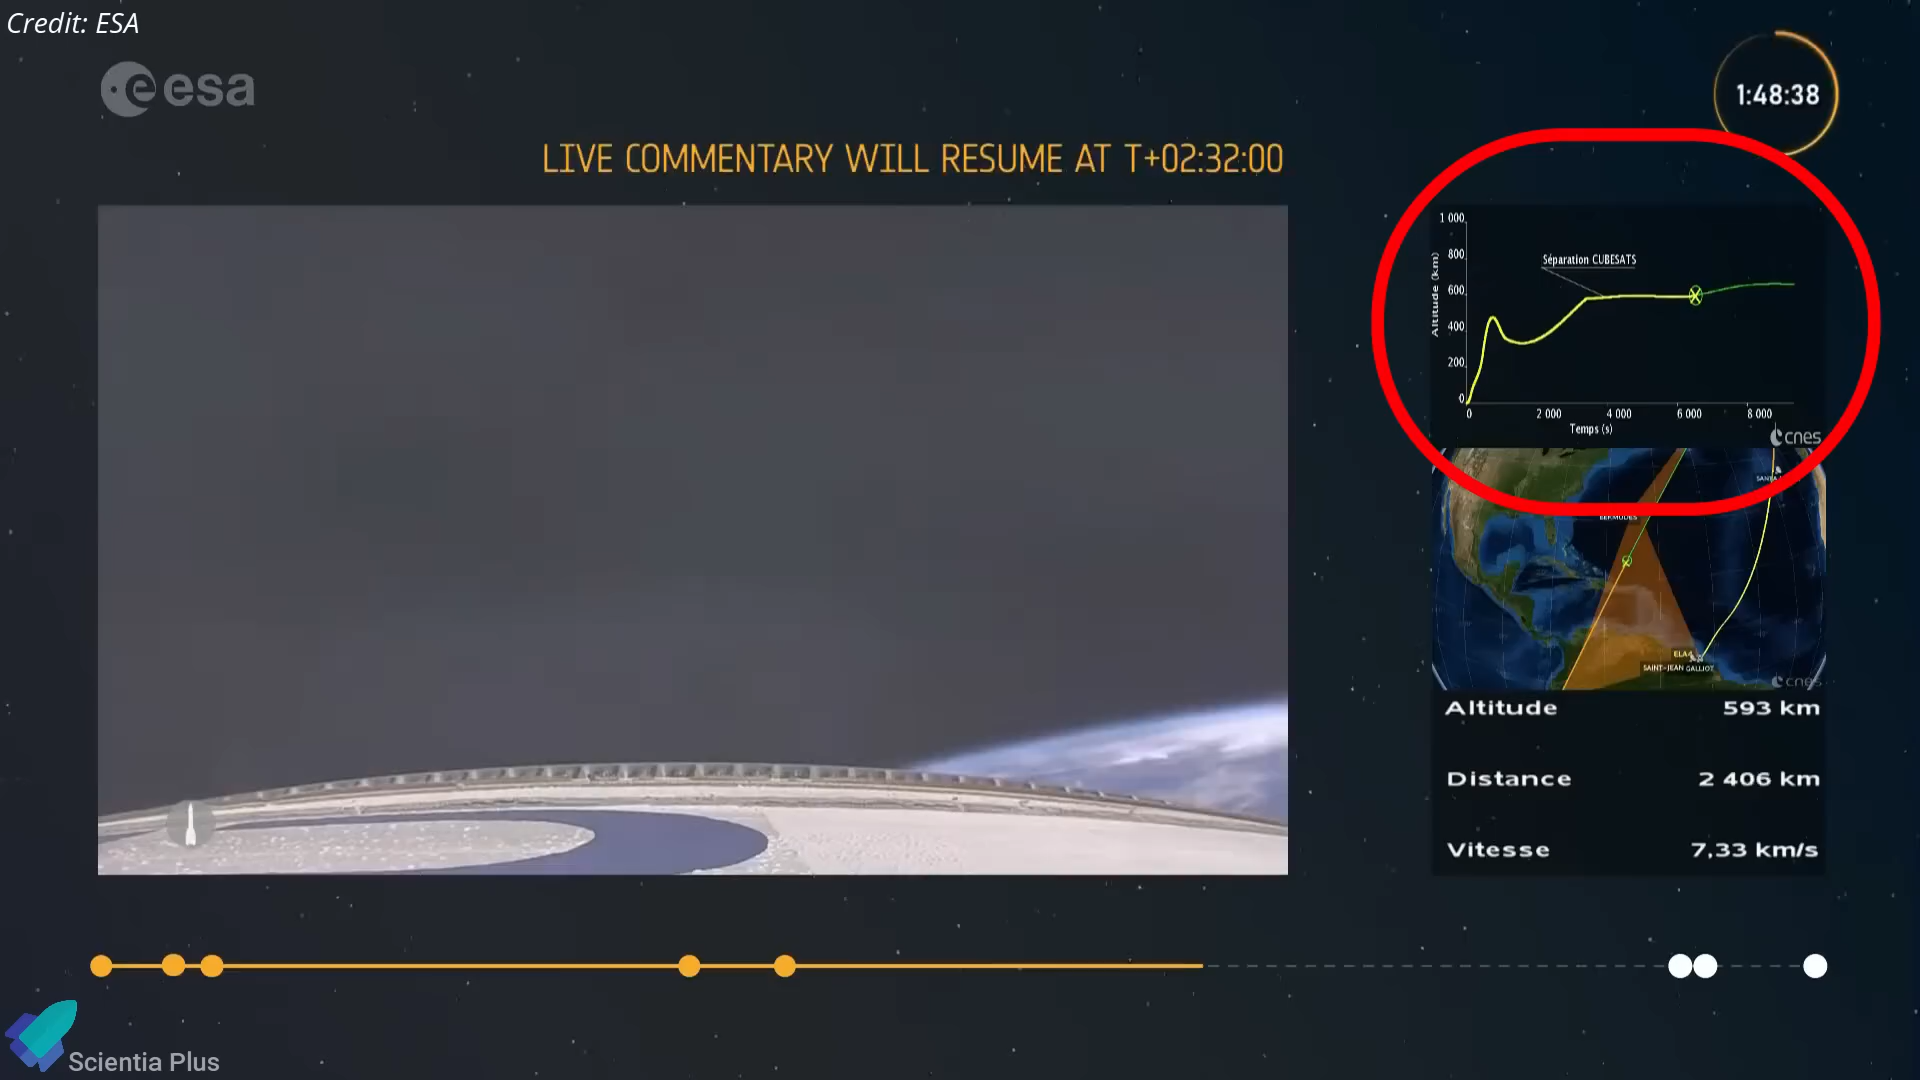 Credit: ESA
esa
1:48:38
LIVE COMMENTARY WILL RESUME AT T+02:32:00
1 000
800
600
400
200
0
Altitude (km)
Séparation CUBESATS
0 2 000 4 000 6 000 8 000
Temps (s)
cnes
BERMUDES
ELA4
SAINT-JEAN GALLIOT
cnes
Altitude 593 km
Distance 2 406 km
Vitesse 7,33 km/s
Scientia Plus